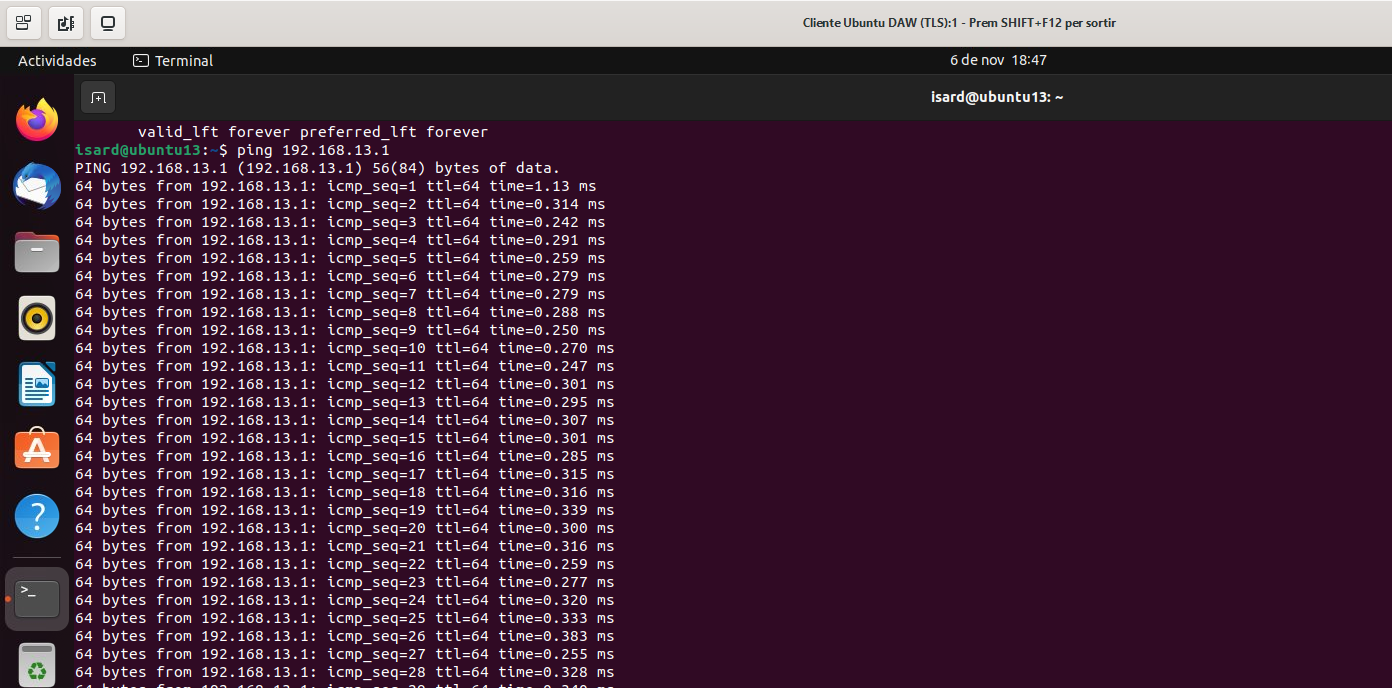 Cliente Ubuntu DAW (TLS):1 - Prem SHIFT+F12 per sortir
Actividades
Terminal
6 de nov 18:47
isard@ubuntu13: ~
valid_lft forever preferred_lft forever
isard@ubuntu13:~$ ping 192.168.13.1
PING 192.168.13.1 (192.168.13.1) 56(84) bytes of data.
64 bytes from 192.168.13.1: icmp_seq=1 ttl=64 time=1.13 ms
64 bytes from 192.168.13.1: icmp_seq=2 ttl=64 time=0.314 ms
64 bytes from 192.168.13.1: icmp_seq=3 ttl=64 time=0.242 ms
64 bytes from 192.168.13.1: icmp_seq=4 ttl=64 time=0.291 ms
64 bytes from 192.168.13.1: icmp_seq=5 ttl=64 time=0.259 ms
64 bytes from 192.168.13.1: icmp_seq=6 ttl=64 time=0.279 ms
64 bytes from 192.168.13.1: icmp_seq=7 ttl=64 time=0.279 ms
64 bytes from 192.168.13.1: icmp_seq=8 ttl=64 time=0.288 ms
64 bytes from 192.168.13.1: icmp_seq=9 ttl=64 time=0.250 ms
64 bytes from 192.168.13.1: icmp_seq=10 ttl=64 time=0.270 ms
64 bytes from 192.168.13.1: icmp_seq=11 ttl=64 time=0.247 ms
64 bytes from 192.168.13.1: icmp_seq=12 ttl=64 time=0.301 ms
64 bytes from 192.168.13.1: icmp_seq=13 ttl=64 time=0.295 ms
64 bytes from 192.168.13.1: icmp_seq=14 ttl=64 time=0.307 ms
64 bytes from 192.168.13.1: icmp_seq=15 ttl=64 time=0.301 ms
64 bytes from 192.168.13.1: icmp_seq=16 ttl=64 time=0.285 ms
64 bytes from 192.168.13.1: icmp_seq=17 ttl=64 time=0.315 ms
64 bytes from 192.168.13.1: icmp_seq=18 ttl=64 time=0.316 ms
64 bytes from 192.168.13.1: icmp_seq=19 ttl=64 time=0.339 ms
64 bytes from 192.168.13.1: icmp_seq=20 ttl=64 time=0.300 ms
64 bytes from 192.168.13.1: icmp_seq=21 ttl=64 time=0.316 ms
64 bytes from 192.168.13.1: icmp_seq=22 ttl=64 time=0.259 ms
64 bytes from 192.168.13.1: icmp_seq=23 ttl=64 time=0.277 ms
64 bytes from 192.168.13.1: icmp_seq=24 ttl=64 time=0.320 ms
64 bytes from 192.168.13.1: icmp_seq=25 ttl=64 time=0.333 ms
64 bytes from 192.168.13.1: icmp_seq=26 ttl=64 time=0.383 ms
64 bytes from 192.168.13.1: icmp_seq=27 ttl=64 time=0.255 ms
64 bytes from 192.168.13.1: icmp_seq=28 ttl=64 time=0.328 ms